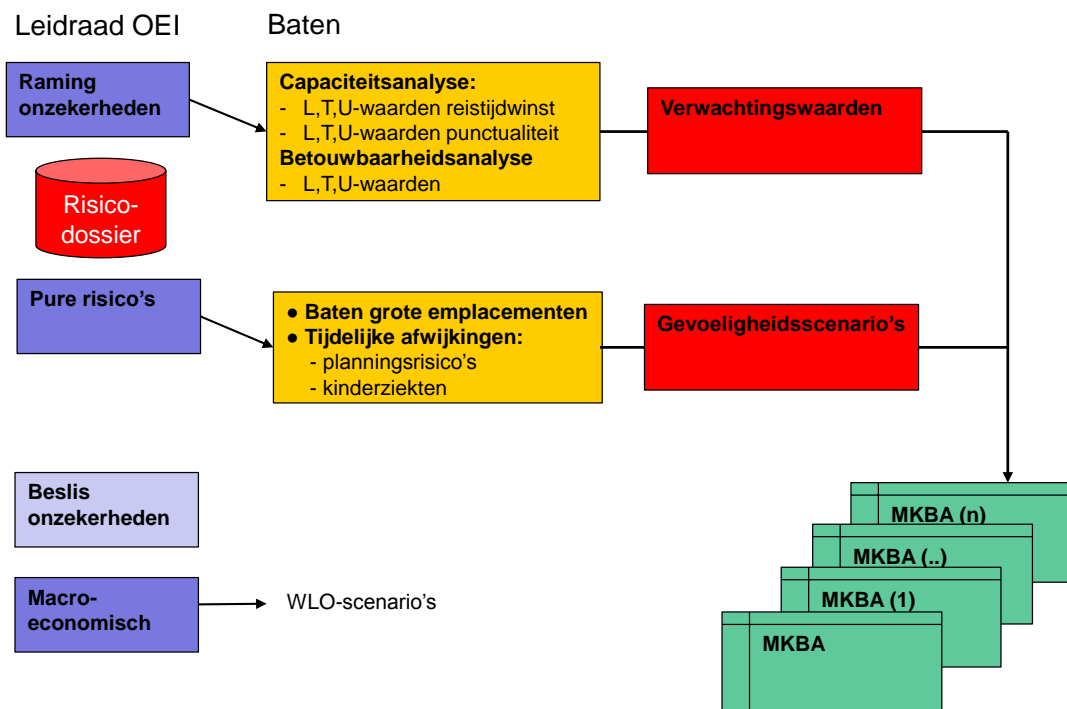 Leidraad OEI
Baten
Raming
onzekerheden
Capaciteitsanalyse:
- L,T,U-waarden reistijdwinst
- L,T,U-waarden punctualiteit
Betouwbaarheidsanalyse
- L,T,U-waarden
Verwachtingswaarden
Risico-
dossier
Pure risico's
● Baten grote emplacementen
● Tijdelijke afwijkingen:
- planningsrisico's
- kinderziekten
Gevoeligheidsscenario's
Beslis
onzekerheden
Macro-
economisch
WLO-scenario's
MKBA (n)
MKBA (..)
MKBA (1)
MKBA